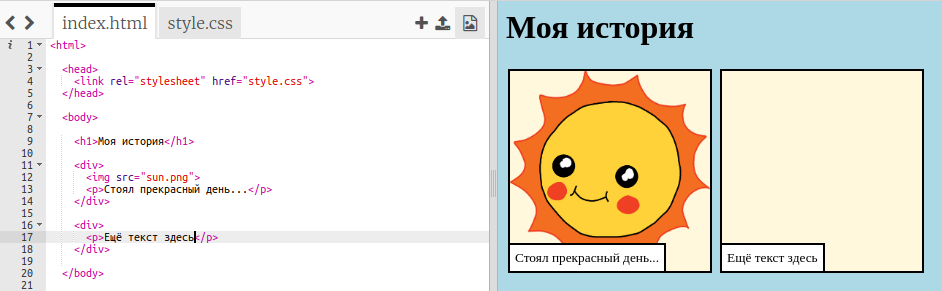 index.html style.css
i 1 <html>
2
3 <head>
4 <link rel="stylesheet" href="style.css">
5 </head>
6
7 <body>
8
9 <h1>Моя история</h1>
10
11 <div>
12 <img src="sun.png">
13 <p>Стоял прекрасный день...</p>
14 </div>
15
16 <div>
17 <p>Ещё текст здесь</p>
18 </div>
19
20 </body>
21
Моя история
Стоял прекрасный день...
Ещё текст здесь